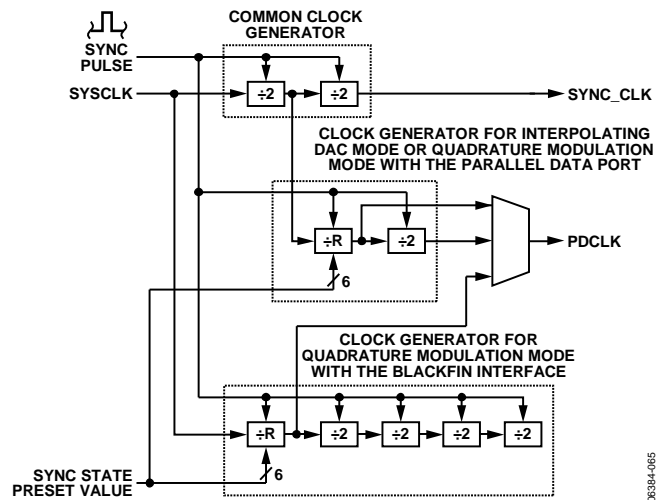 COMMON CLOCK
GENERATOR
SYNC
PULSE
SYSCLK
÷2
÷2
SYNC_CLK
CLOCK GENERATOR FOR INTERPOLATING
DAC MODE OR QUADRATURE MODULATION
MODE WITH THE PARALLEL DATA PORT
÷R
÷2
PDCLK
6
CLOCK GENERATOR FOR
QUADRATURE MODULATION MODE
WITH THE BLACKFIN INTERFACE
÷R
÷2
÷2
÷2
÷2
6
SYNC STATE
PRESET VALUE
06384-065